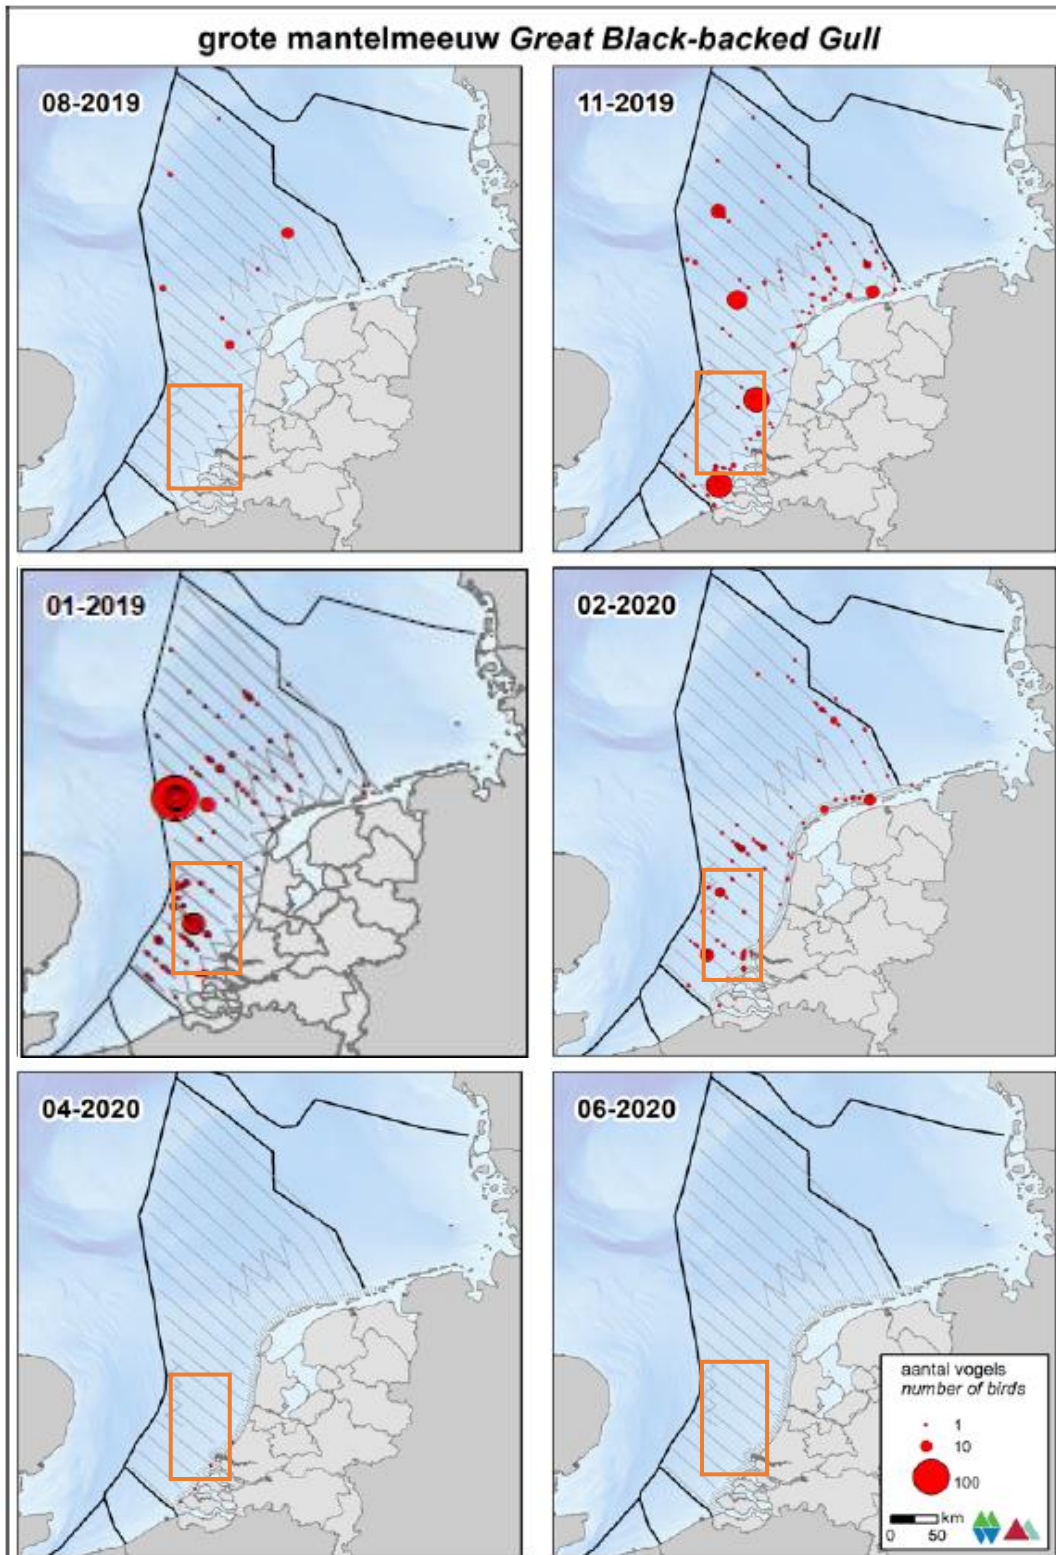 grote mantelmeeuw Great Black-backed Gull
08-2019
11-2019
01-2019
02-2020
04-2020
06-2020
aantal vogels
number of birds
1
10
100
km
0 50